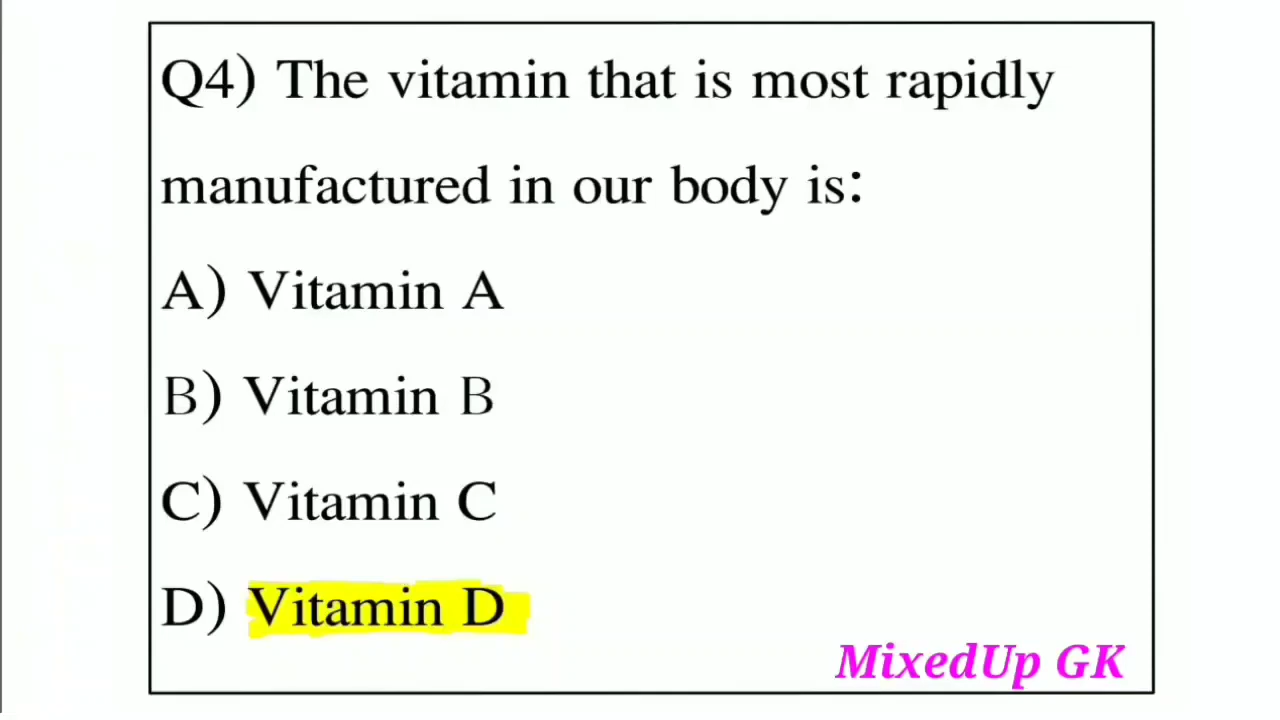 Q4) The vitamin that is most rapidly
manufactured in our body is:
A) Vitamin A
B) Vitamin B
C) Vitamin C
D) Vitamin D
MixedUp GK